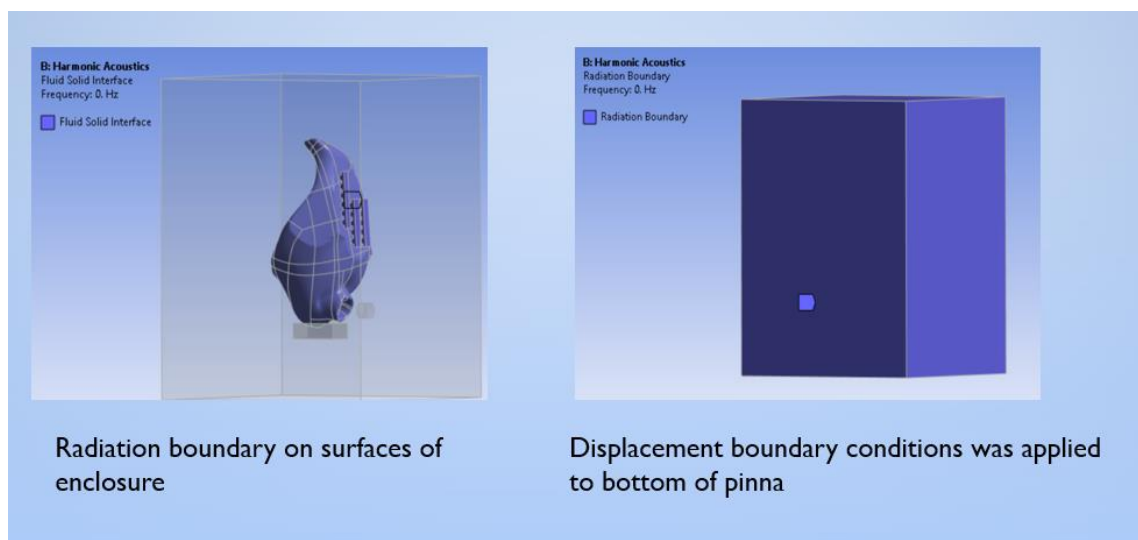 B: Harmonic Acoustics
Fluid Solid Interface
Frequency: 0. Hz
Fluid Solid Interface
B: Harmonic Acoustics
Radiation Boundary
Frequency: 0. Hz
Radiation Boundary
Radiation boundary on surfaces of
enclosure
Displacement boundary conditions was applied
to bottom of pinna